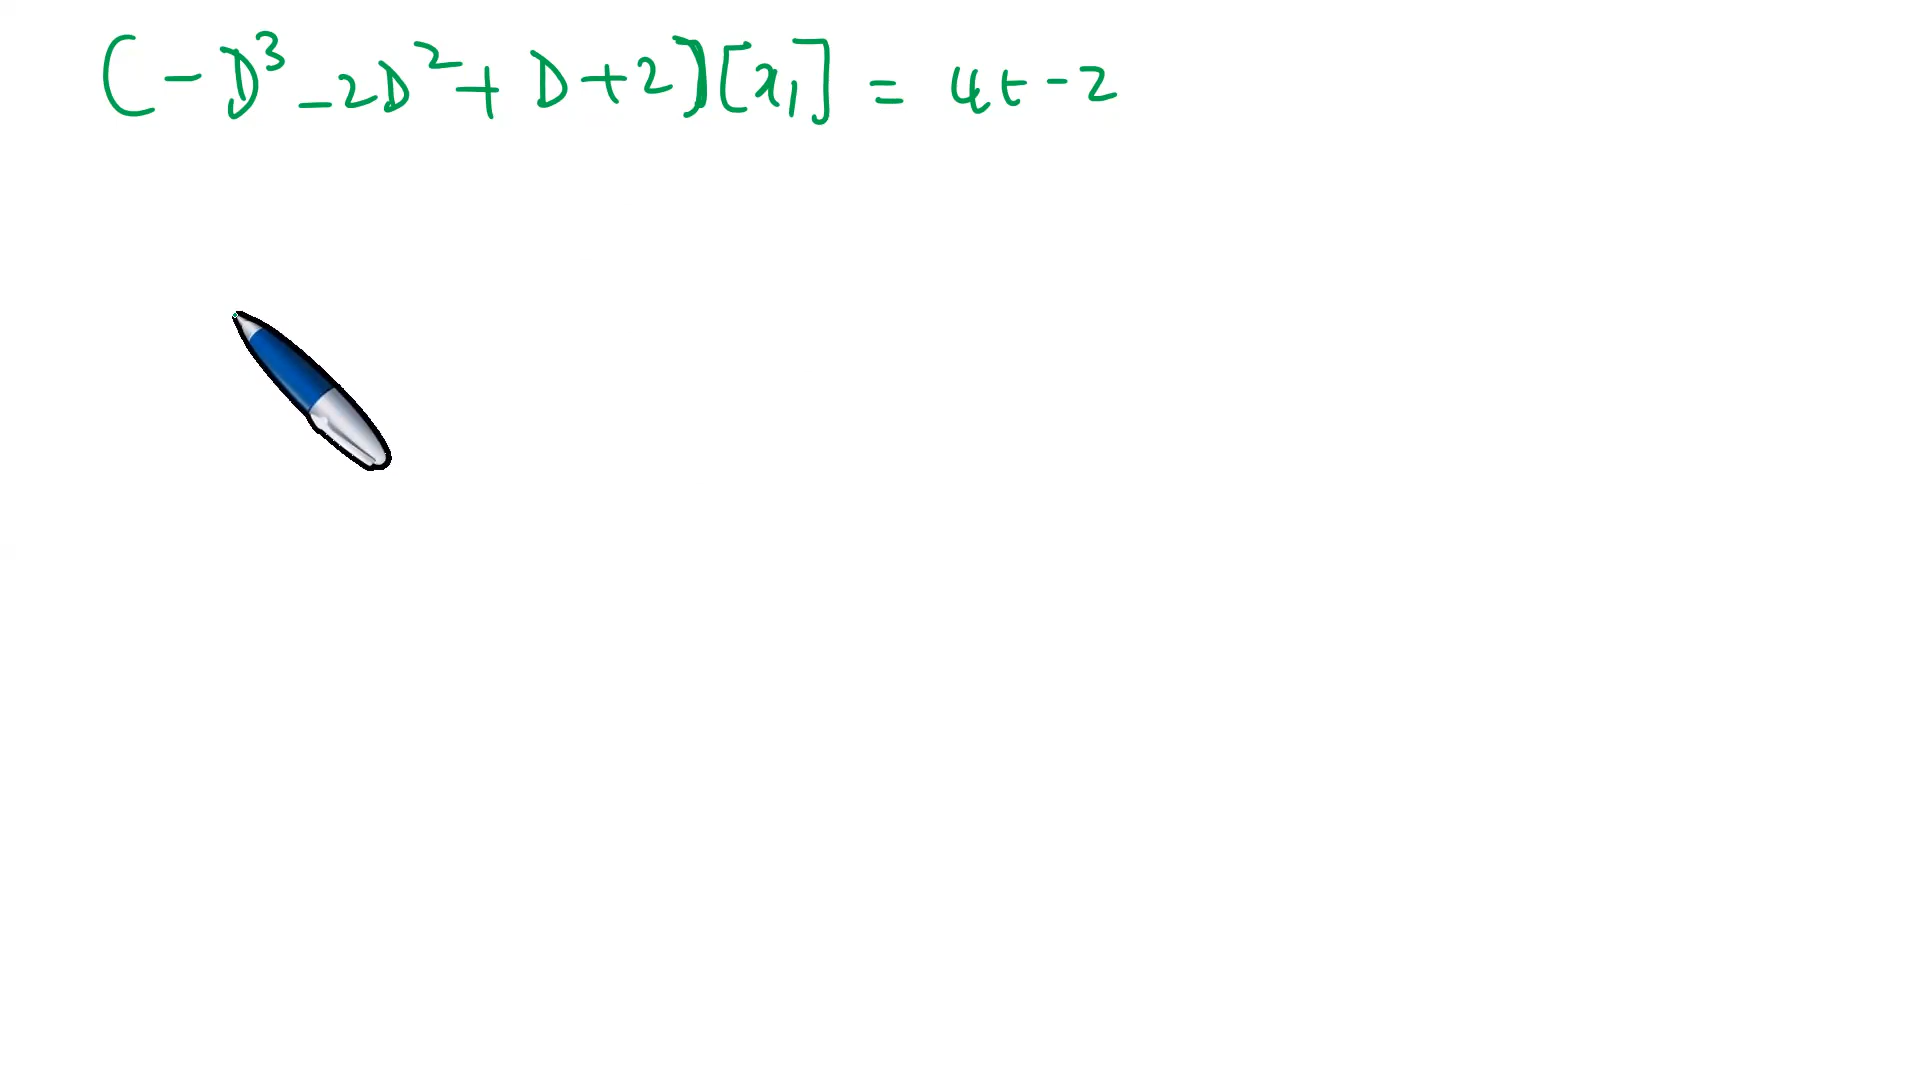 (-D³-2D²+D+2)[x₁] = 4t-2